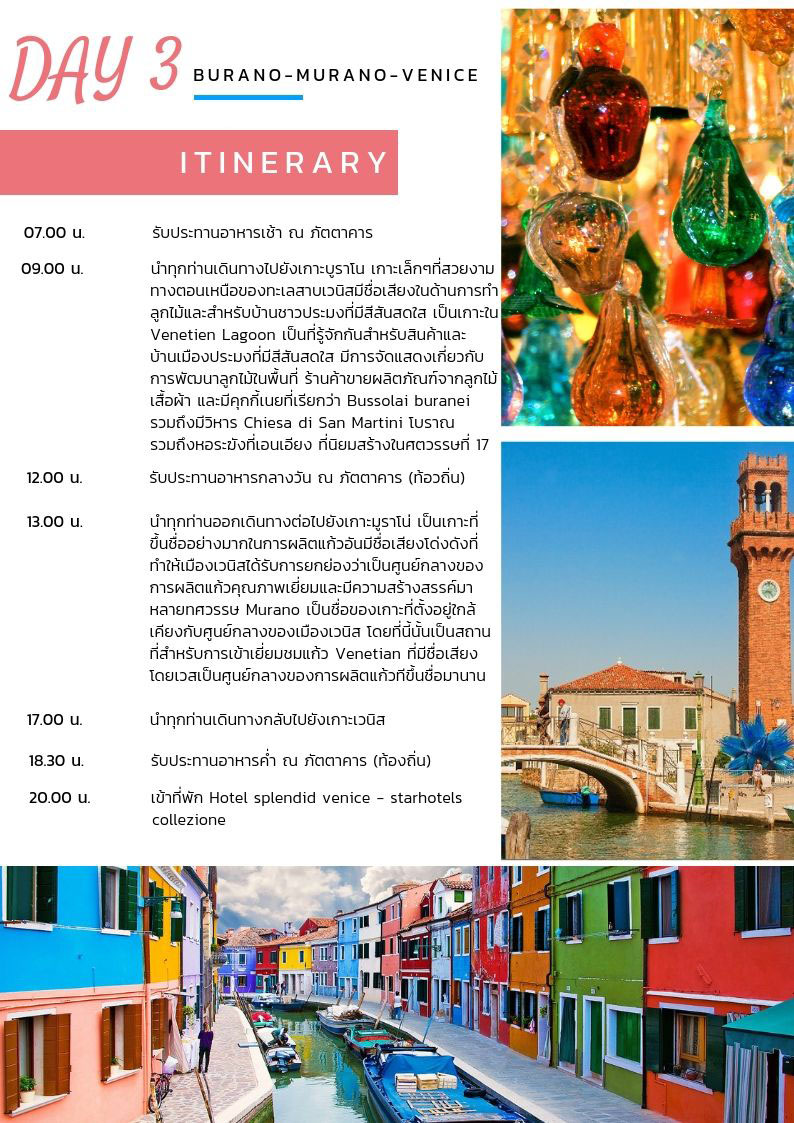 DAY 3 BURANO-MURANO-VENICE
ITINERARY
07.00 น. รับประทานอาหารเช้า ณ ภัตตาคาร
09.00 น. นำทุกท่านเดินทางไปยังเกาะบูราโน เกาะเล็กๆที่สวยงาม
ทางตอนเหนือของทะเลสาบเวนิสมีชื่อเสียงในด้านการทำ
ลูกไม้และสำหรับบ้านชาวประมงที่มีสีสันสดใส เป็นเกาะใน
Venetien Lagoon เป็นที่รู้จักกันสำหรับสินค้าและ
บ้านเมืองประมงที่มีสีสันสดใส มีการจัดแสดงเกี่ยวกับ
การพัฒนาลูกไม้ในพื้นที่ ร้านค้าขายผลิตภัณฑ์จากลูกไม้
เสื้อผ้า และมีคุกกี้เนยที่เรียกว่า Bussolai buranei
รวมถึงมีวิหาร Chiesa di San Martini โบราณ
รวมถึงหอระฆังที่เอนเอียง ที่นิยมสร้างในศตวรรษที่ 17
12.00 น. รับประทานอาหารกลางวัน ณ ภัตตาคาร (ท้อวถิ่น)
13.00 น. นำทุกท่านออกเดินทางต่อไปยังเกาะมูราโน่ เป็นเกาะที่
ขึ้นชื่ออย่างมากในการผลิตแก้วอันมีชื่อเสียงโด่งดังที่
ทำให้เมืองเวนิสได้รับการยกย่องว่าเป็นศูนย์กลางของ
การผลิตแก้วคุณภาพเยี่ยมและมีความสร้างสรรค์มา
หลายทศวรรษ Murano เป็นชื่อของเกาะที่ตั้งอยู่ใกล้
เคียงกับศูนย์กลางของเมืองเวนิส โดยที่นี้นั้นเป็นสถาน
ที่สำหรับการเข้าเยี่ยมชมแก้ว Venetian ที่มีชื่อเสียง
โดยเวสเป็นศูนย์กลางของการผลิตแก้วทีขึ้นชื่อมานาน
17.00 น. นำทุกท่านเดินทางกลับไปยังเกาะเวนิส
18.30 น. รับประทานอาหารค่ำ ณ ภัตตาคาร (ท้องถิ่น)
20.00 น. เข้าที่พัก Hotel splendid venice - starhotels
collezione